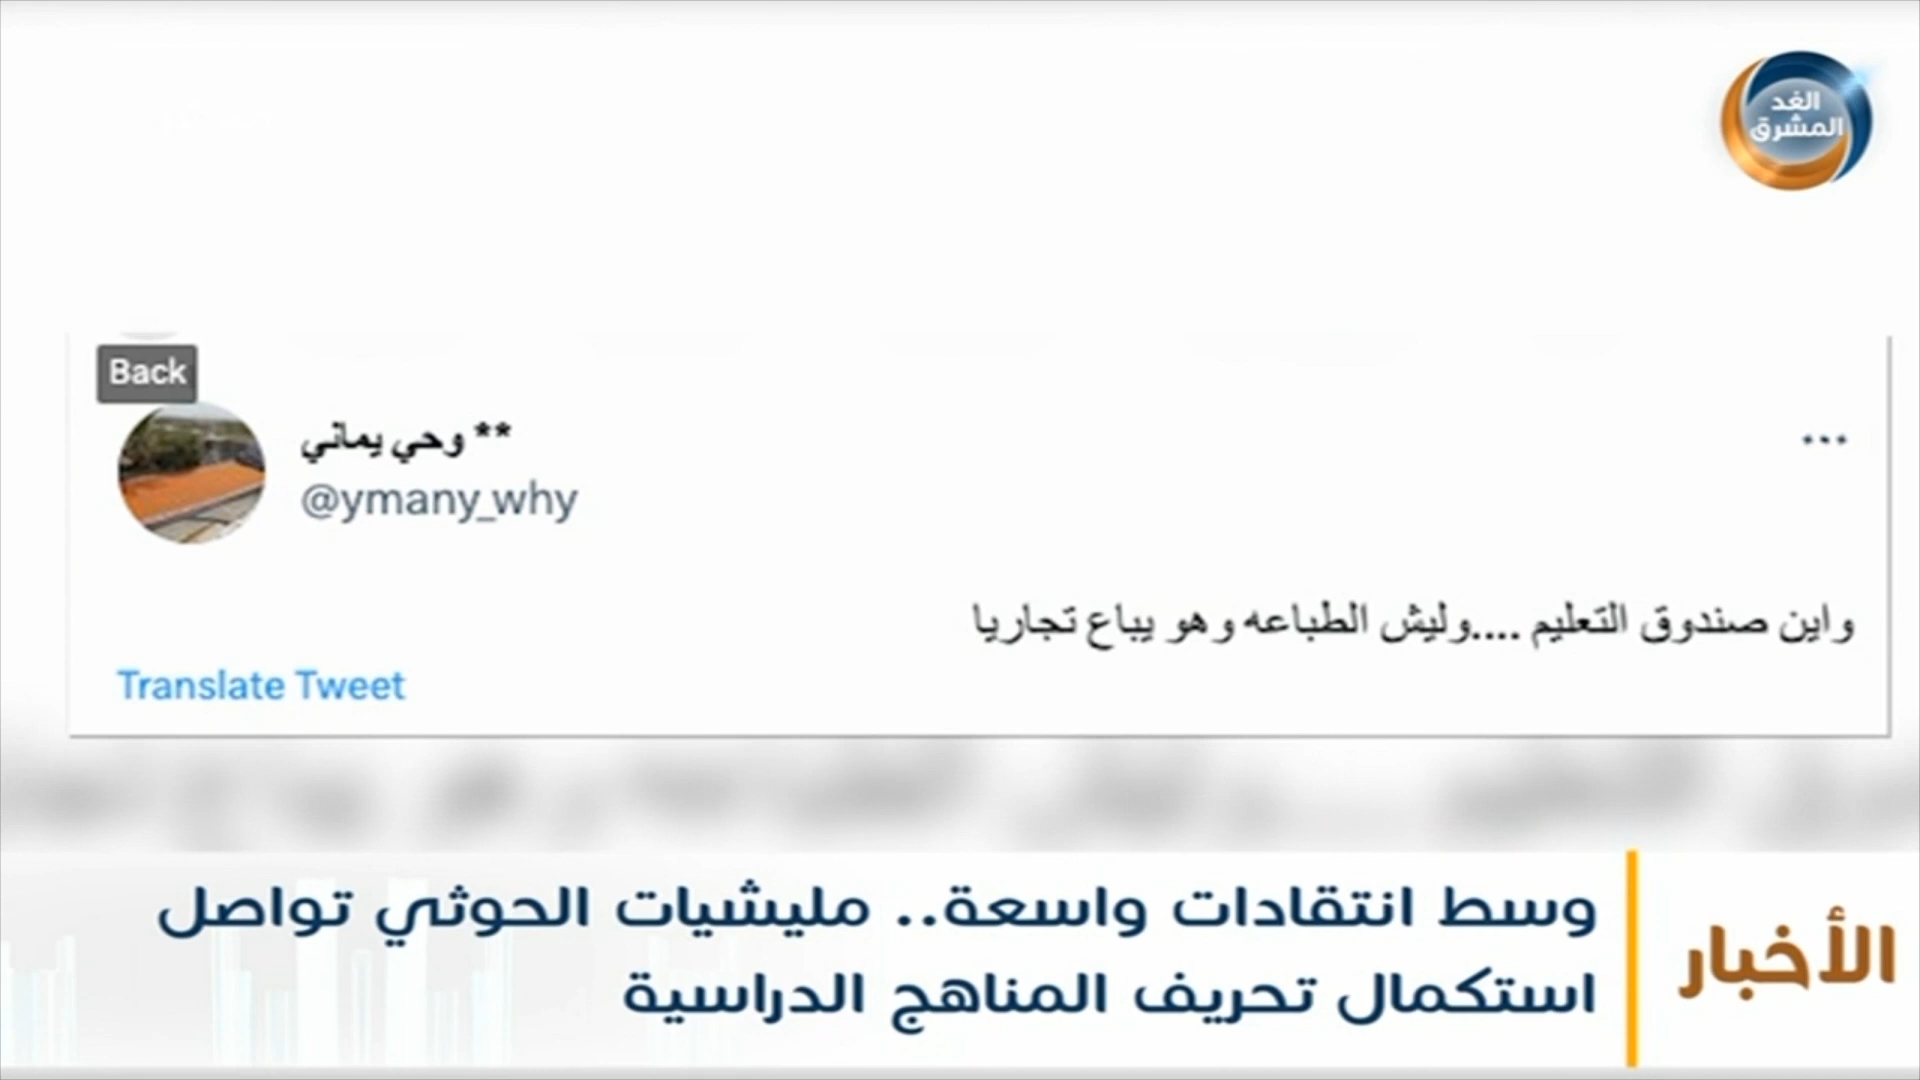 الغد
المشرق
Back
** وحي يماني
@ymany_why
واين صندوق التعليم ....وليش الطباعه وهو يباع تجاريا
Translate Tweet
الأخبار
وسط انتقادات واسعة.. مليشيات الحوثي تواصل
استكمال تحريف المناهج الدراسية